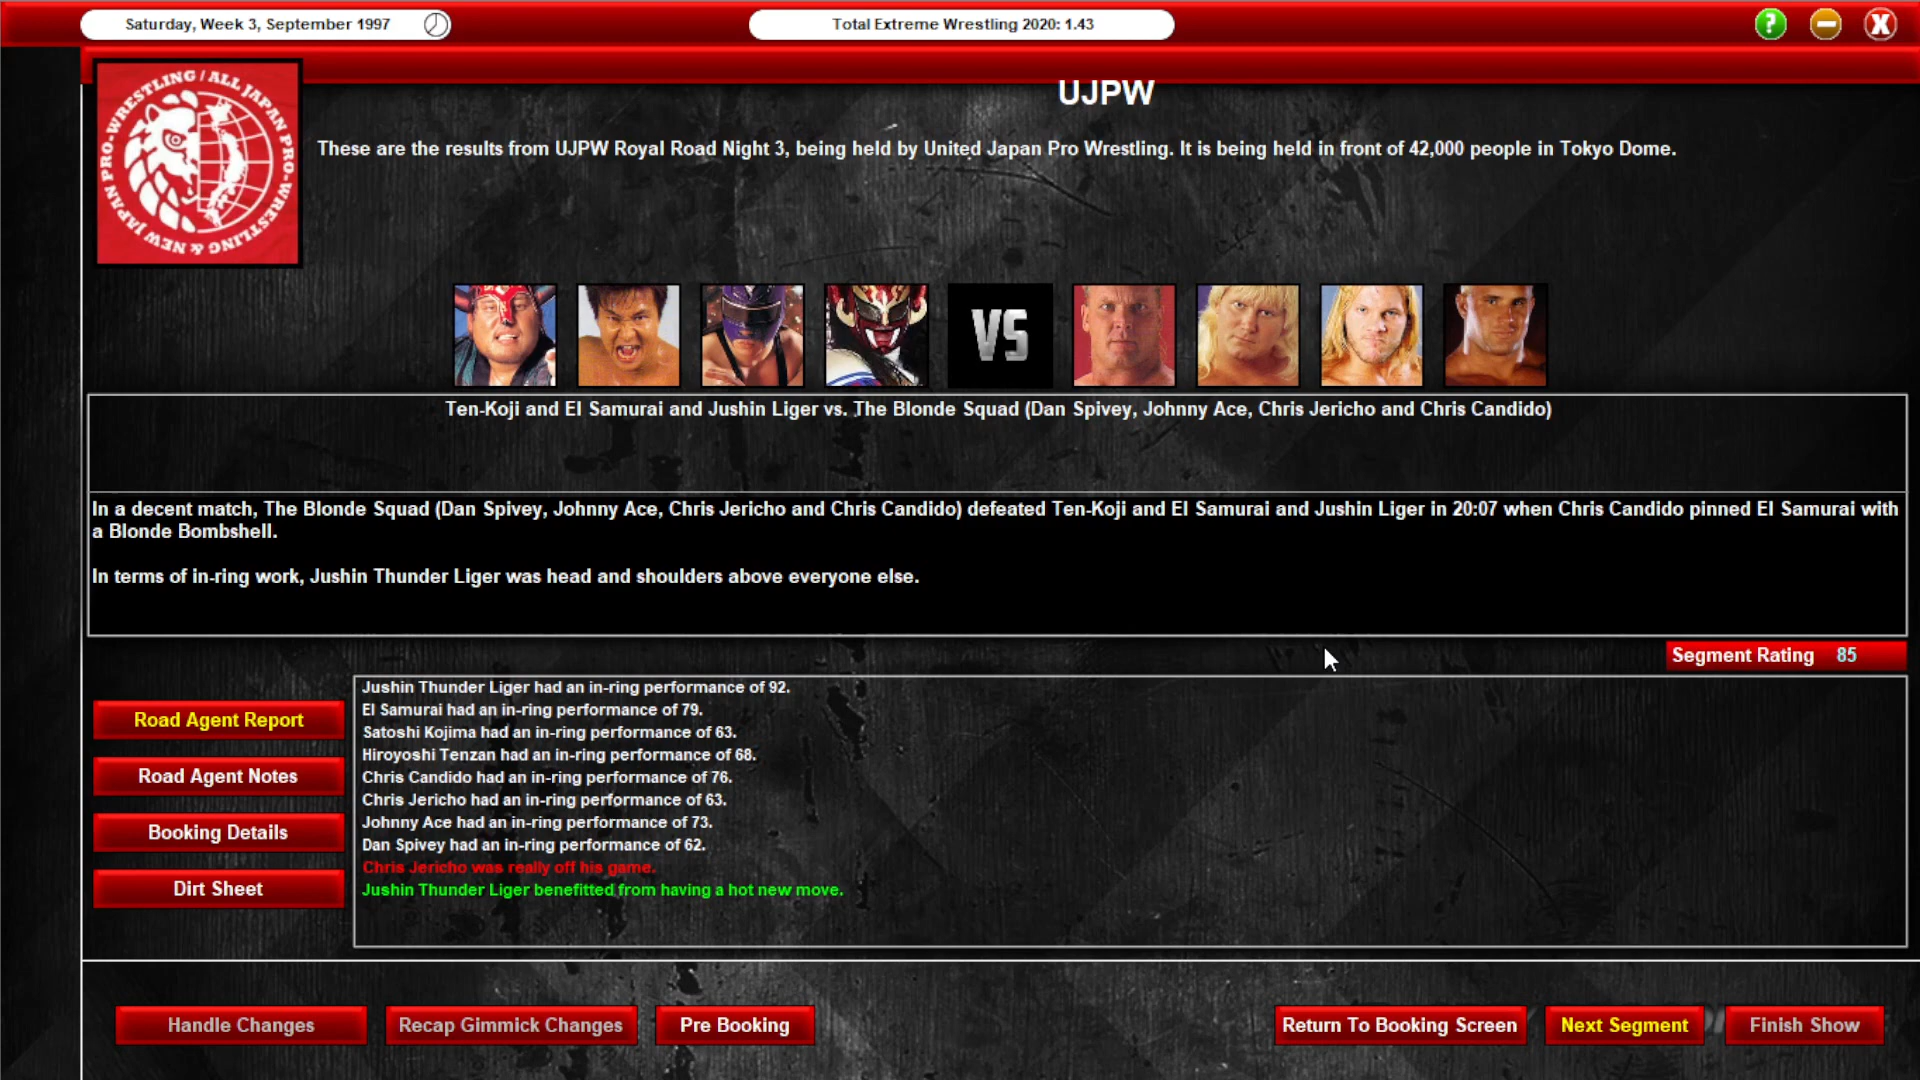 Saturday, Week 3, September 1997
Total Extreme Wrestling 2020: 1.43
?
X
NEW JAPAN PRO-WRESTLING / ALL JAPAN PRO-WRESTLING &
UJPW
These are the results from UJPW Royal Road Night 3, being held by United Japan Pro Wrestling. It is being held in front of 42,000 people in Tokyo Dome.
VS
Ten-Koji and El Samurai and Jushin Liger vs. The Blonde Squad (Dan Spivey, Johnny Ace, Chris Jericho and Chris Candido)
In a decent match, The Blonde Squad (Dan Spivey, Johnny Ace, Chris Jericho and Chris Candido) defeated Ten-Koji and El Samurai and Jushin Liger in 20:07 when Chris Candido pinned El Samurai with
a Blonde Bombshell.
In terms of in-ring work, Jushin Thunder Liger was head and shoulders above everyone else.
Segment Rating 85
Road Agent Report
Road Agent Notes
Booking Details
Dirt Sheet
Jushin Thunder Liger had an in-ring performance of 92.
El Samurai had an in-ring performance of 79.
Satoshi Kojima had an in-ring performance of 63.
Hiroyoshi Tenzan had an in-ring performance of 68.
Chris Candido had an in-ring performance of 76.
Chris Jericho had an in-ring performance of 63.
Johnny Ace had an in-ring performance of 73.
Dan Spivey had an in-ring performance of 62.
Chris Jericho was really off his game.
Jushin Thunder Liger benefitted from having a hot new move.
Handle Changes
Recap Gimmick Changes
Pre Booking
Return To Booking Screen
Next Segment
Finish Show